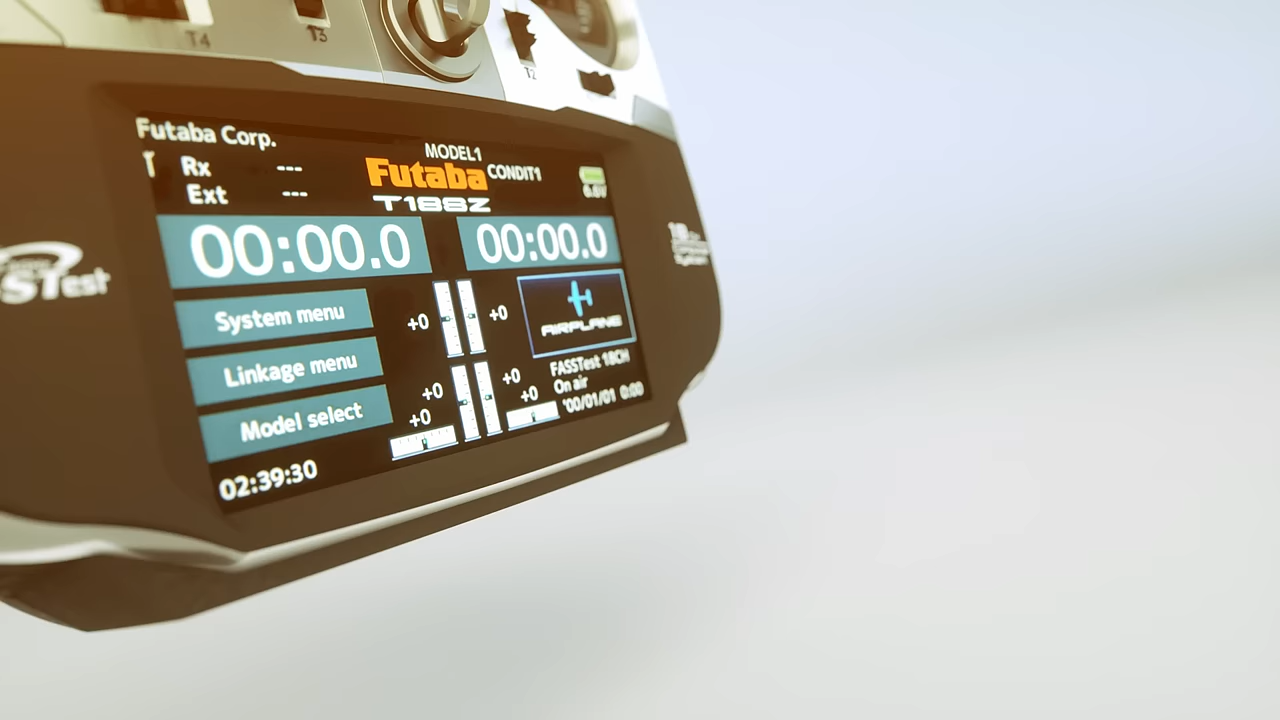 T4
T3
T2
Futaba Corp.
MODEL1
Rx ---
Futaba
CONDIT1
Ext ---
T18SZ
6.6V
00:00.0
00:00.0
STest
System menu
+0
+0
AIRPLANE
Linkage menu
FASSTest 18CH
+0
+0
On air
Model select
+0
+0
'00/01/01 0:00
02:39:30